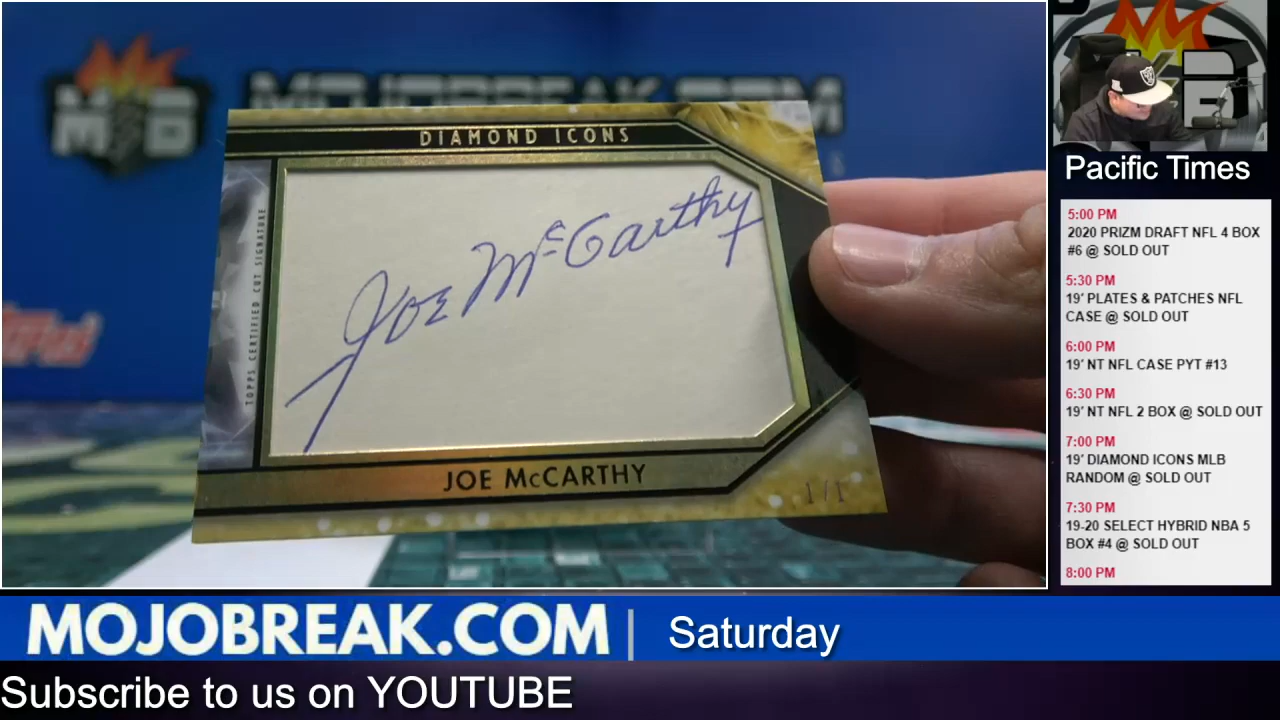 MOJOBREAK.COM
DIAMOND ICONS
TOPPS CERTIFIED CUT SIGNATURE
Joe McCarthy
JOE McCARTHY
1/1
Pacific Times
5:00 PM
2020 PRIZM DRAFT NFL 4 BOX
#6 @ SOLD OUT
5:30 PM
19' PLATES & PATCHES NFL
CASE @ SOLD OUT
6:00 PM
19' NT NFL CASE PYT #13
6:30 PM
19' NT NFL 2 BOX @ SOLD OUT
7:00 PM
19' DIAMOND ICONS MLB
RANDOM @ SOLD OUT
7:30 PM
19-20 SELECT HYBRID NBA 5
BOX #4 @ SOLD OUT
8:00 PM
MOJOBREAK.COM | Saturday
Subscribe to us on YOUTUBE